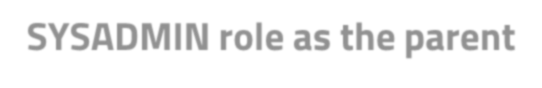 SYSADMIN role as the parent